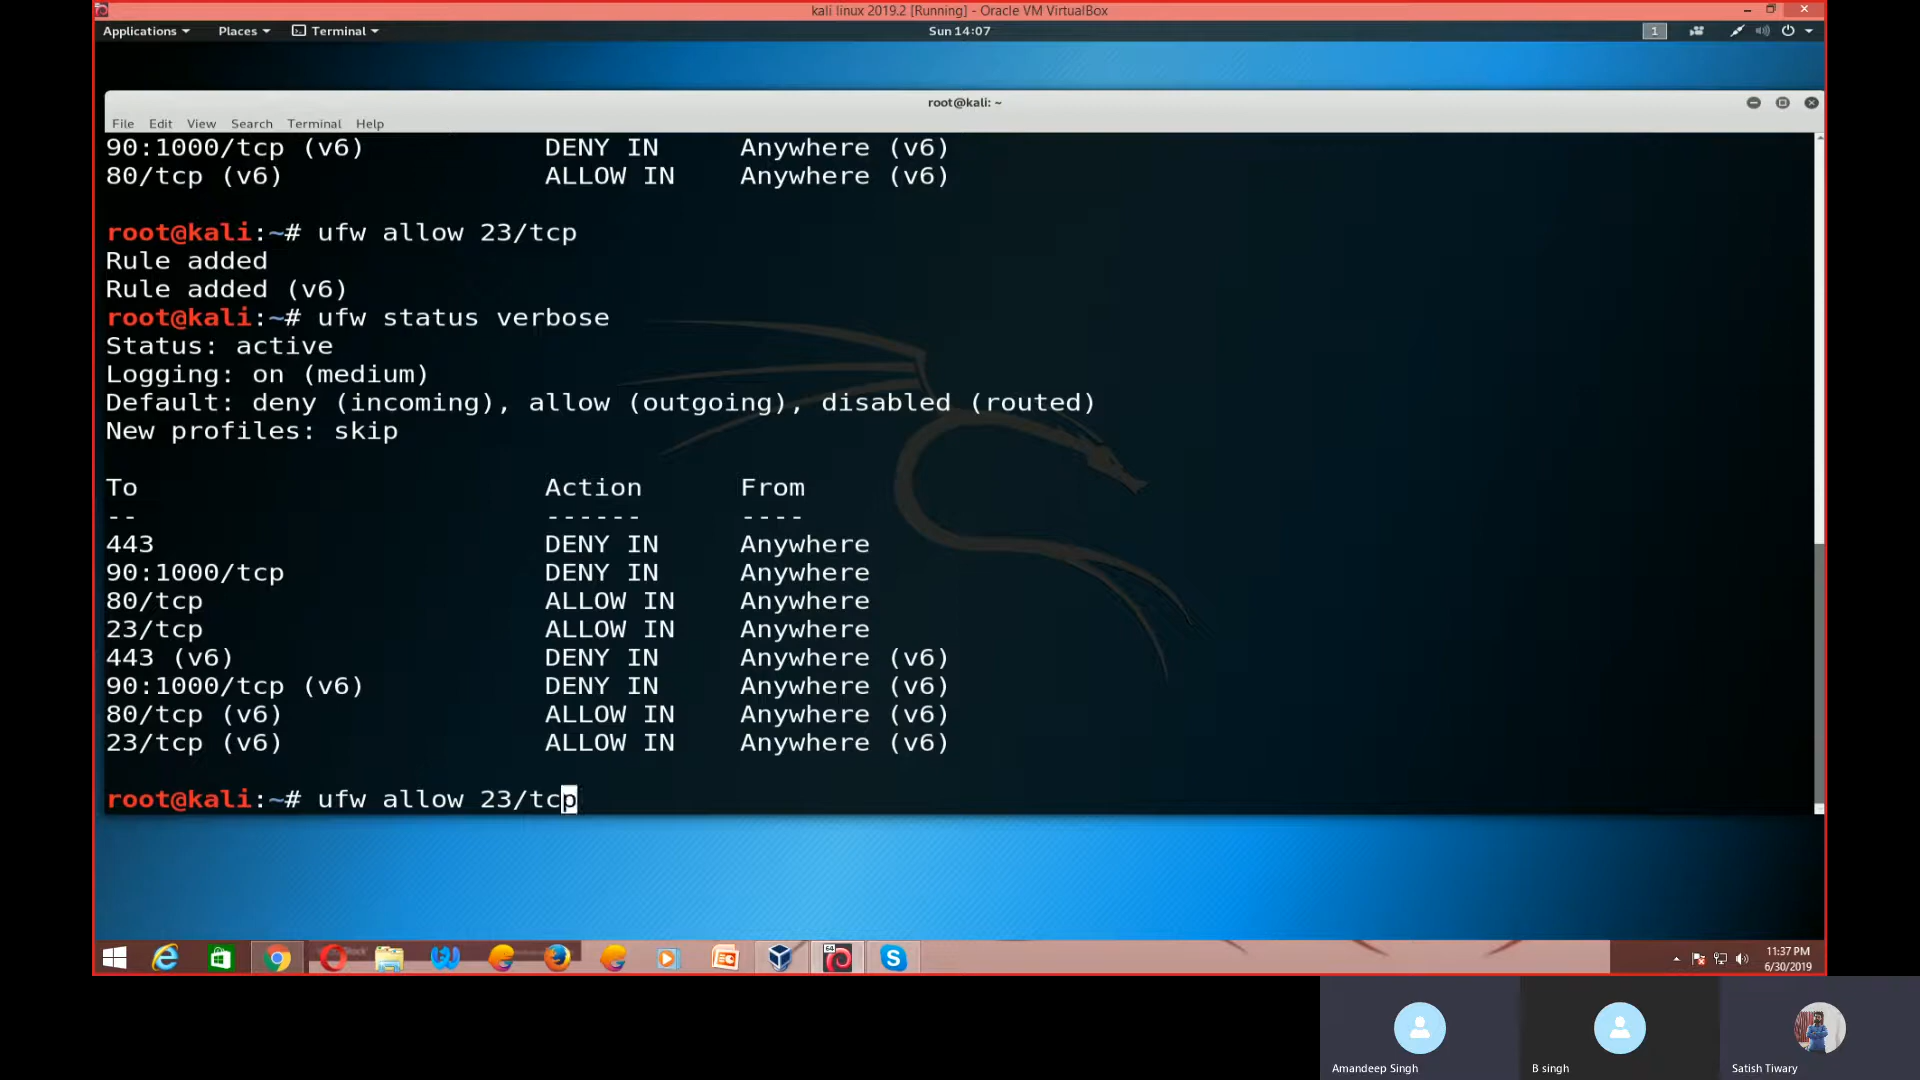 kali linux 2019.2 [Running] - Oracle VM VirtualBox
Applications Places Terminal Sun 14:07 1
root@kali: ~
File Edit View Search Terminal Help
90:1000/tcp (v6) DENY IN Anywhere (v6)
80/tcp (v6) ALLOW IN Anywhere (v6)
root@kali:~# ufw allow 23/tcp
Rule added
Rule added (v6)
root@kali:~# ufw status verbose
Status: active
Logging: on (medium)
Default: deny (incoming), allow (outgoing), disabled (routed)
New profiles: skip
To Action From
-- ------ ----
443 DENY IN Anywhere
90:1000/tcp DENY IN Anywhere
80/tcp ALLOW IN Anywhere
23/tcp ALLOW IN Anywhere
443 (v6) DENY IN Anywhere (v6)
90:1000/tcp (v6) DENY IN Anywhere (v6)
80/tcp (v6) ALLOW IN Anywhere (v6)
23/tcp (v6) ALLOW IN Anywhere (v6)
root@kali:~# ufw allow 23/tcp
64
11:37 PM
6/30/2019
Amandeep Singh B singh Satish Tiwary